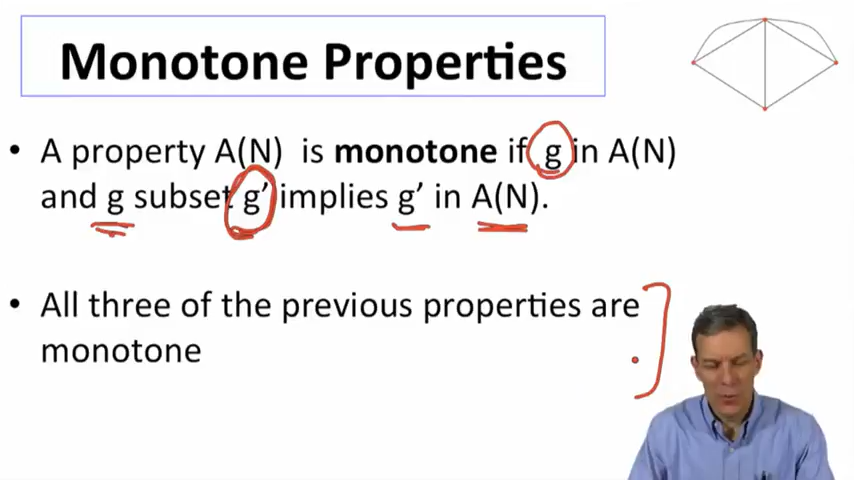 Monotone Properties
• A property A(N) is monotone if g in A(N)
and g subset g' implies g' in A(N).
• All three of the previous properties are
monotone